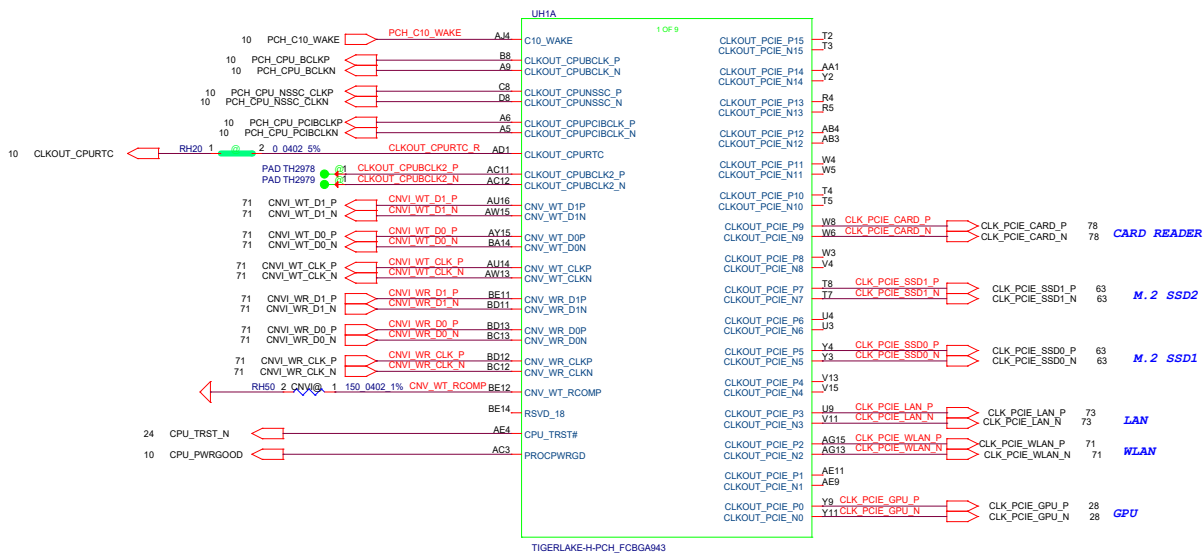 UH1A
1 OF 9
10 PCH_C10_WAKE PCH_C10_WAKE AJ4 C10_WAKE
10 PCH_CPU_BCLKP B8 CLKOUT_CPUBCLK_P
10 PCH_CPU_BCLKN A9 CLKOUT_CPUBCLK_N
10 PCH_CPU_NSSC_CLKP C8 CLKOUT_CPUNSSC_P
10 PCH_CPU_NSSC_CLKN D8 CLKOUT_CPUNSSC_N
10 PCH_CPU_PCIBCLKP A6 CLKOUT_CPUPCIBCLK_P
10 PCH_CPU_PCIBCLKN A5 CLKOUT_CPUPCIBCLK_N
10 CLKOUT_CPURTC RH20 1 @ 2 0_0402_5% CLKOUT_CPURTC_R AD1 CLKOUT_CPURTC
PAD TH2978 @ 1 CLKOUT_CPUBCLK2_P AC11 CLKOUT_CPUBCLK2_P
PAD TH2979 @ 1 CLKOUT_CPUBCLK2_N AC12 CLKOUT_CPUBCLK2_N
71 CNVI_WT_D1_P CNVI_WT_D1_P AU16 CNV_WT_D1P
71 CNVI_WT_D1_N CNVI_WT_D1_N AW15 CNV_WT_D1N
71 CNVI_WT_D0_P CNVI_WT_D0_P AY15 CNV_WT_D0P
71 CNVI_WT_D0_N CNVI_WT_D0_N BA14 CNV_WT_D0N
71 CNVI_WT_CLK_P CNVI_WT_CLK_P AU14 CNV_WT_CLKP
71 CNVI_WT_CLK_N CNVI_WT_CLK_N AW13 CNV_WT_CLKN
71 CNVI_WR_D1_P CNVI_WR_D1_P BE11 CNV_WR_D1P
71 CNVI_WR_D1_N CNVI_WR_D1_N BD11 CNV_WR_D1N
71 CNVI_WR_D0_P CNVI_WR_D0_P BD13 CNV_WR_D0P
71 CNVI_WR_D0_N CNVI_WR_D0_N BC13 CNV_WR_D0N
71 CNVI_WR_CLK_P CNVI_WR_CLK_P BD12 CNV_WR_CLKP
71 CNVI_WR_CLK_N CNVI_WR_CLK_N BC12 CNV_WR_CLKN
RH50 2 CNVI@ 1 150_0402_1% CNV_WT_RCOMP BE12 CNV_WT_RCOMP
BE14 RSVD_18
24 CPU_TRST_N AE4 CPU_TRST#
10 CPU_PWRGOOD AC3 PROCPWRGD
CLKOUT_PCIE_P15 T2
CLKOUT_PCIE_N15 T3
CLKOUT_PCIE_P14 AA1
CLKOUT_PCIE_N14 Y2
CLKOUT_PCIE_P13 R4
CLKOUT_PCIE_N13 R5
CLKOUT_PCIE_P12 AB4
CLKOUT_PCIE_N12 AB3
CLKOUT_PCIE_P11 W4
CLKOUT_PCIE_N11 W5
CLKOUT_PCIE_P10 T4
CLKOUT_PCIE_N10 T5
CLKOUT_PCIE_P9 W8 CLK_PCIE_CARD_P CLK_PCIE_CARD_P 78
CLKOUT_PCIE_N9 W6 CLK_PCIE_CARD_N CLK_PCIE_CARD_N 78
CARD READER
CLKOUT_PCIE_P8 W3
CLKOUT_PCIE_N8 V4
CLKOUT_PCIE_P7 T8 CLK_PCIE_SSD1_P CLK_PCIE_SSD1_P 63
CLKOUT_PCIE_N7 T7 CLK_PCIE_SSD1_N CLK_PCIE_SSD1_N 63
M.2 SSD2
CLKOUT_PCIE_P6 U4
CLKOUT_PCIE_N6 U3
CLKOUT_PCIE_P5 Y4 CLK_PCIE_SSD0_P CLK_PCIE_SSD0_P 63
CLKOUT_PCIE_N5 Y3 CLK_PCIE_SSD0_N CLK_PCIE_SSD0_N 63
M.2 SSD1
CLKOUT_PCIE_P4 V13
CLKOUT_PCIE_N4 V15
CLKOUT_PCIE_P3 U9 CLK_PCIE_LAN_P CLK_PCIE_LAN_P 73
CLKOUT_PCIE_N3 V11 CLK_PCIE_LAN_N CLK_PCIE_LAN_N 73
LAN
CLKOUT_PCIE_P2 AG15 CLK_PCIE_WLAN_P CLK_PCIE_WLAN_P 71
CLKOUT_PCIE_N2 AG13 CLK_PCIE_WLAN_N CLK_PCIE_WLAN_N 71
WLAN
CLKOUT_PCIE_P1 AE11
CLKOUT_PCIE_N1 AE9
CLKOUT_PCIE_P0 Y9 CLK_PCIE_GPU_P CLK_PCIE_GPU_P 28
CLKOUT_PCIE_N0 Y11 CLK_PCIE_GPU_N CLK_PCIE_GPU_N 28
GPU
TIGERLAKE-H-PCH_FCBGA943